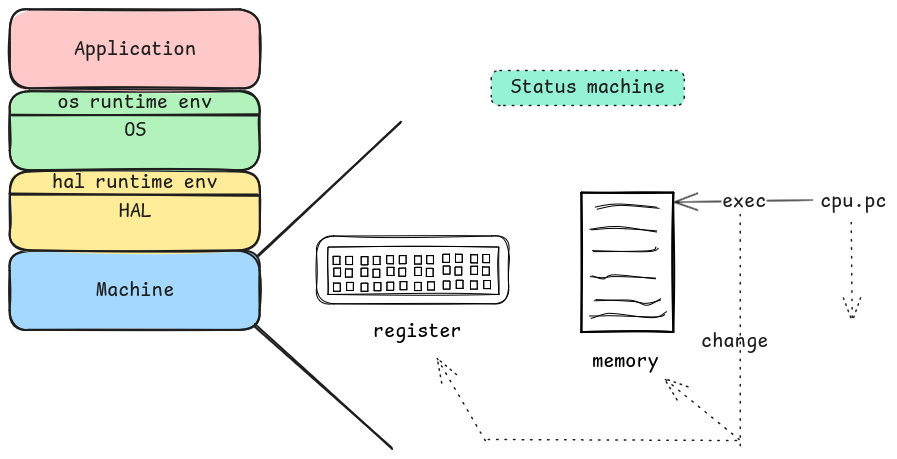 Application
os runtime env
OS
hal runtime env
HAL
Machine
Status machine
register
memory
exec
cpu.pc
change